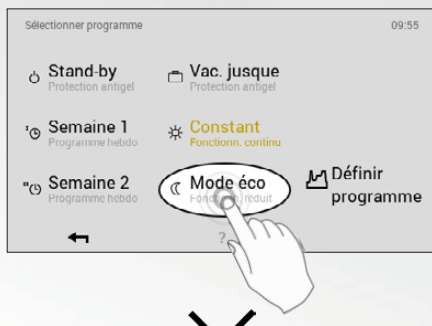 Sélectionner programme 09:55
Stand-by
Protection antigel
Vac. jusque
Protection antigel
Semaine 1
Programme hebdo
Constant
Fonctionn. continu
Semaine 2
Programme hebdo
Mode éco
réduit
Définir
programme
?